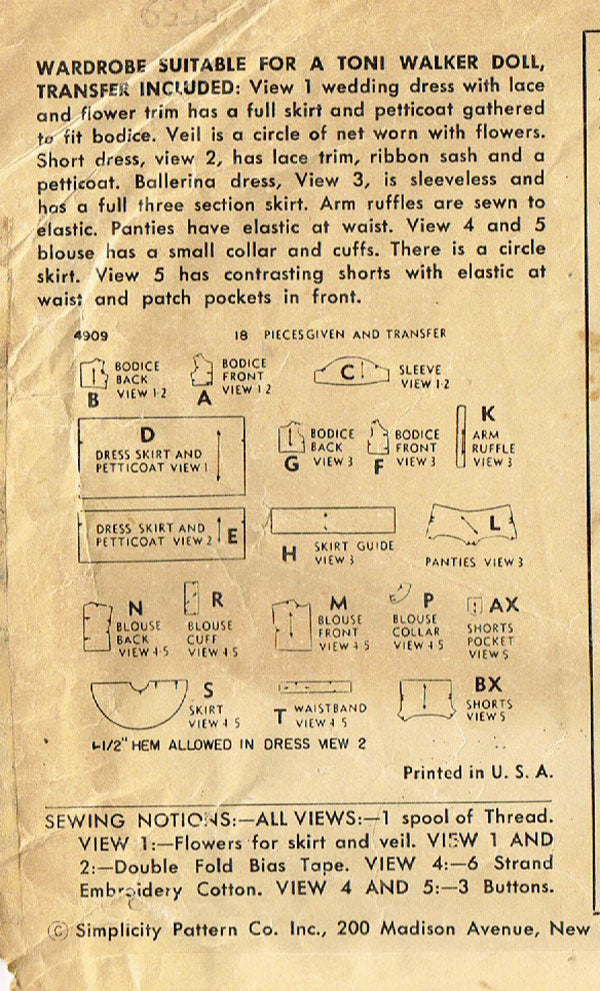 WARDROBE SUITABLE FOR A TONI WALKER DOLL,
TRANSFER INCLUDED: View 1 wedding dress with lace
and flower trim has a full skirt and petticoat gathered
to fit bodice. Veil is a circle of net worn with flowers.
Short dress, view 2, has lace trim, ribbon sash and a
petticoat. Ballerina dress, View 3, is sleeveless and
has a full three section skirt. Arm ruffles are sewn to
elastic. Panties have elastic at waist. View 4 and 5
blouse has a small collar and cuffs. There is a circle
skirt. View 5 has contrasting shorts with elastic at
waist and patch pockets in front.
4909 18 PIECES GIVEN AND TRANSFER
B BODICE
BACK
VIEW 1-2
A BODICE
FRONT
VIEW 1 2
C SLEEVE
VIEW 1-2
D
DRESS SKIRT AND
PETTICOAT VIEW 1
G BODICE
BACK
VIEW 3
F BODICE
FRONT
VIEW 3
K
ARM
RUFFLE
VIEW 3
DRESS SKIRT AND
PETTICOAT VIEW 2 E
H SKIRT GUIDE
VIEW 3
L
PANTIES VIEW 3
N
BLOUSE
BACK
VIEW 4-5
R
BLOUSE
CUFF
VIEW 4-5
M
BLOUSE
FRONT
VIEW 4 5
P
BLOUSE
COLLAR
VIEW 4 5
AX
SHORTS
POCKET
VIEW 5
S
SKIRT
VIEW 4 5
T WAISTBAND
VIEW 4 5
BX
SHORTS
VIEW 5
1-1/2" HEM ALLOWED IN DRESS VIEW 2
Printed in U. S. A.
SEWING NOTIONS:—ALL VIEWS:—1 spool of Thread.
VIEW 1:—Flowers for skirt and veil. VIEW 1 AND
2:—Double Fold Bias Tape. VIEW 4:—6 Strand
Embroidery Cotton. VIEW 4 AND 5:—3 Buttons.
© Simplicity Pattern Co. Inc., 200 Madison Avenue, New